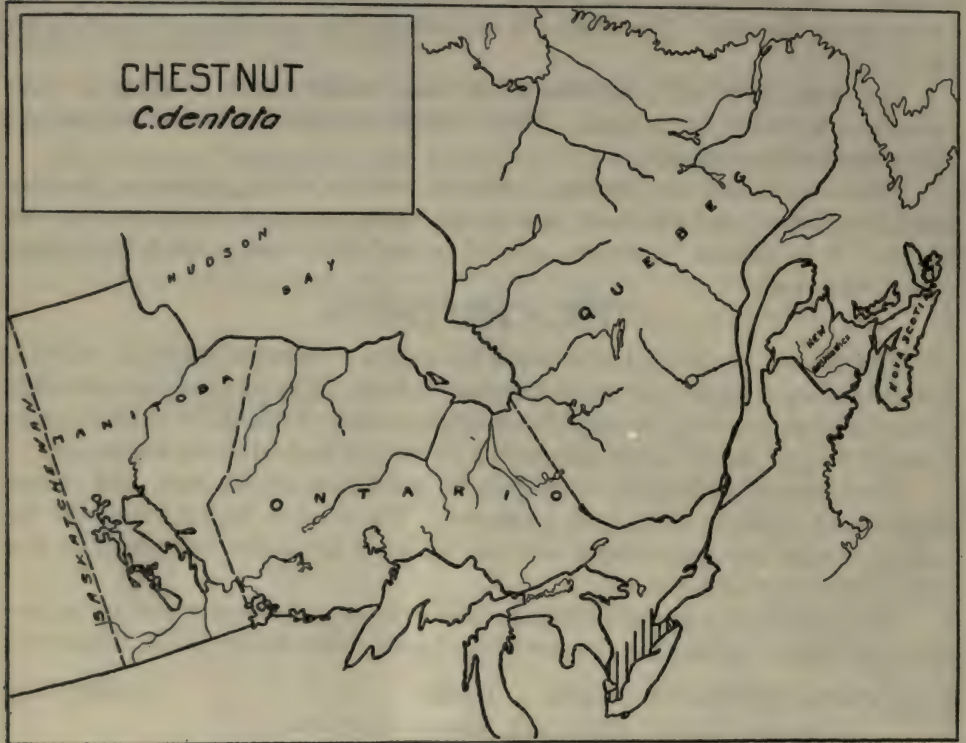 CHESTNUT
C.dentata
HUDSON
BAY
QUEBEC
NEW
BRUNSWICK
NOVA SCOTIA
MANITOBA
SASKATCHEWAN
ONTARIO